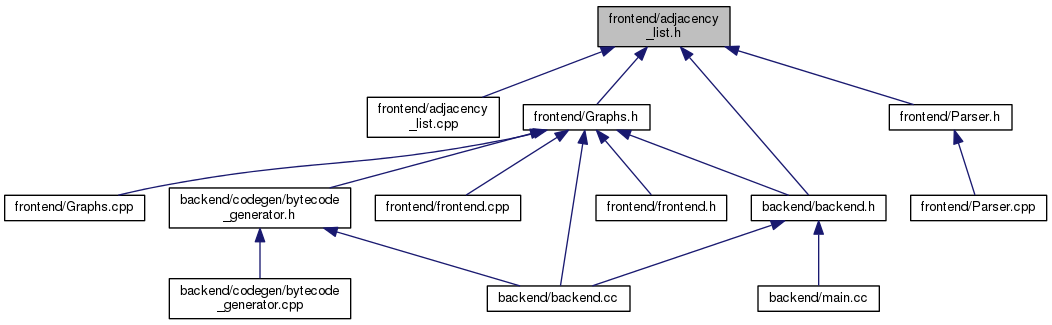 frontend/adjacency
_list.h
frontend/adjacency
_list.cpp
frontend/Graphs.h
frontend/Parser.h
frontend/Graphs.cpp
backend/codegen/bytecode
_generator.h
frontend/frontend.cpp
frontend/frontend.h
backend/backend.h
frontend/Parser.cpp
backend/codegen/bytecode
_generator.cpp
backend/backend.cc
backend/main.cc